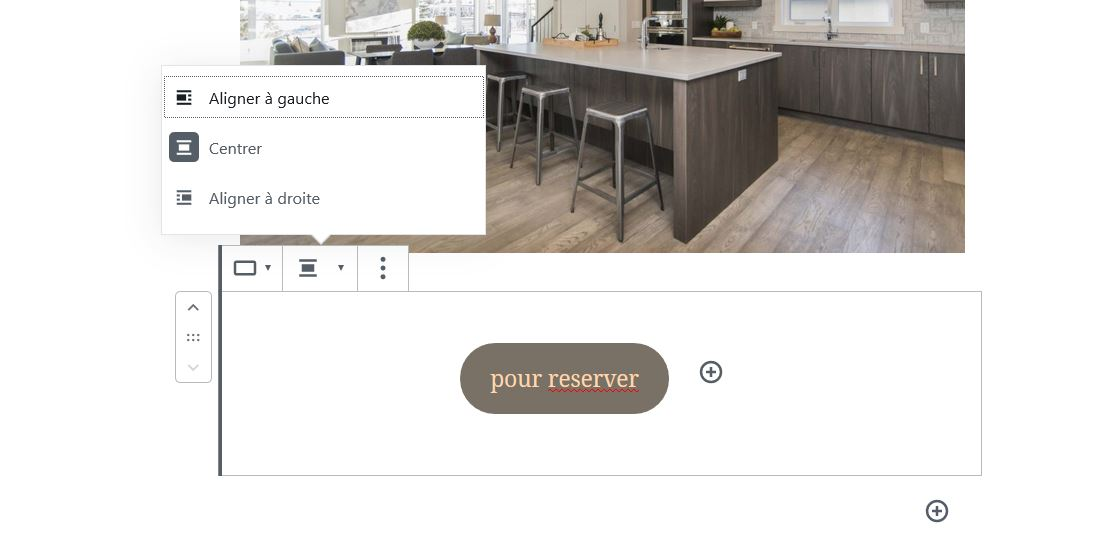 Aligner à gauche
Centrer
Aligner à droite
pour reserver